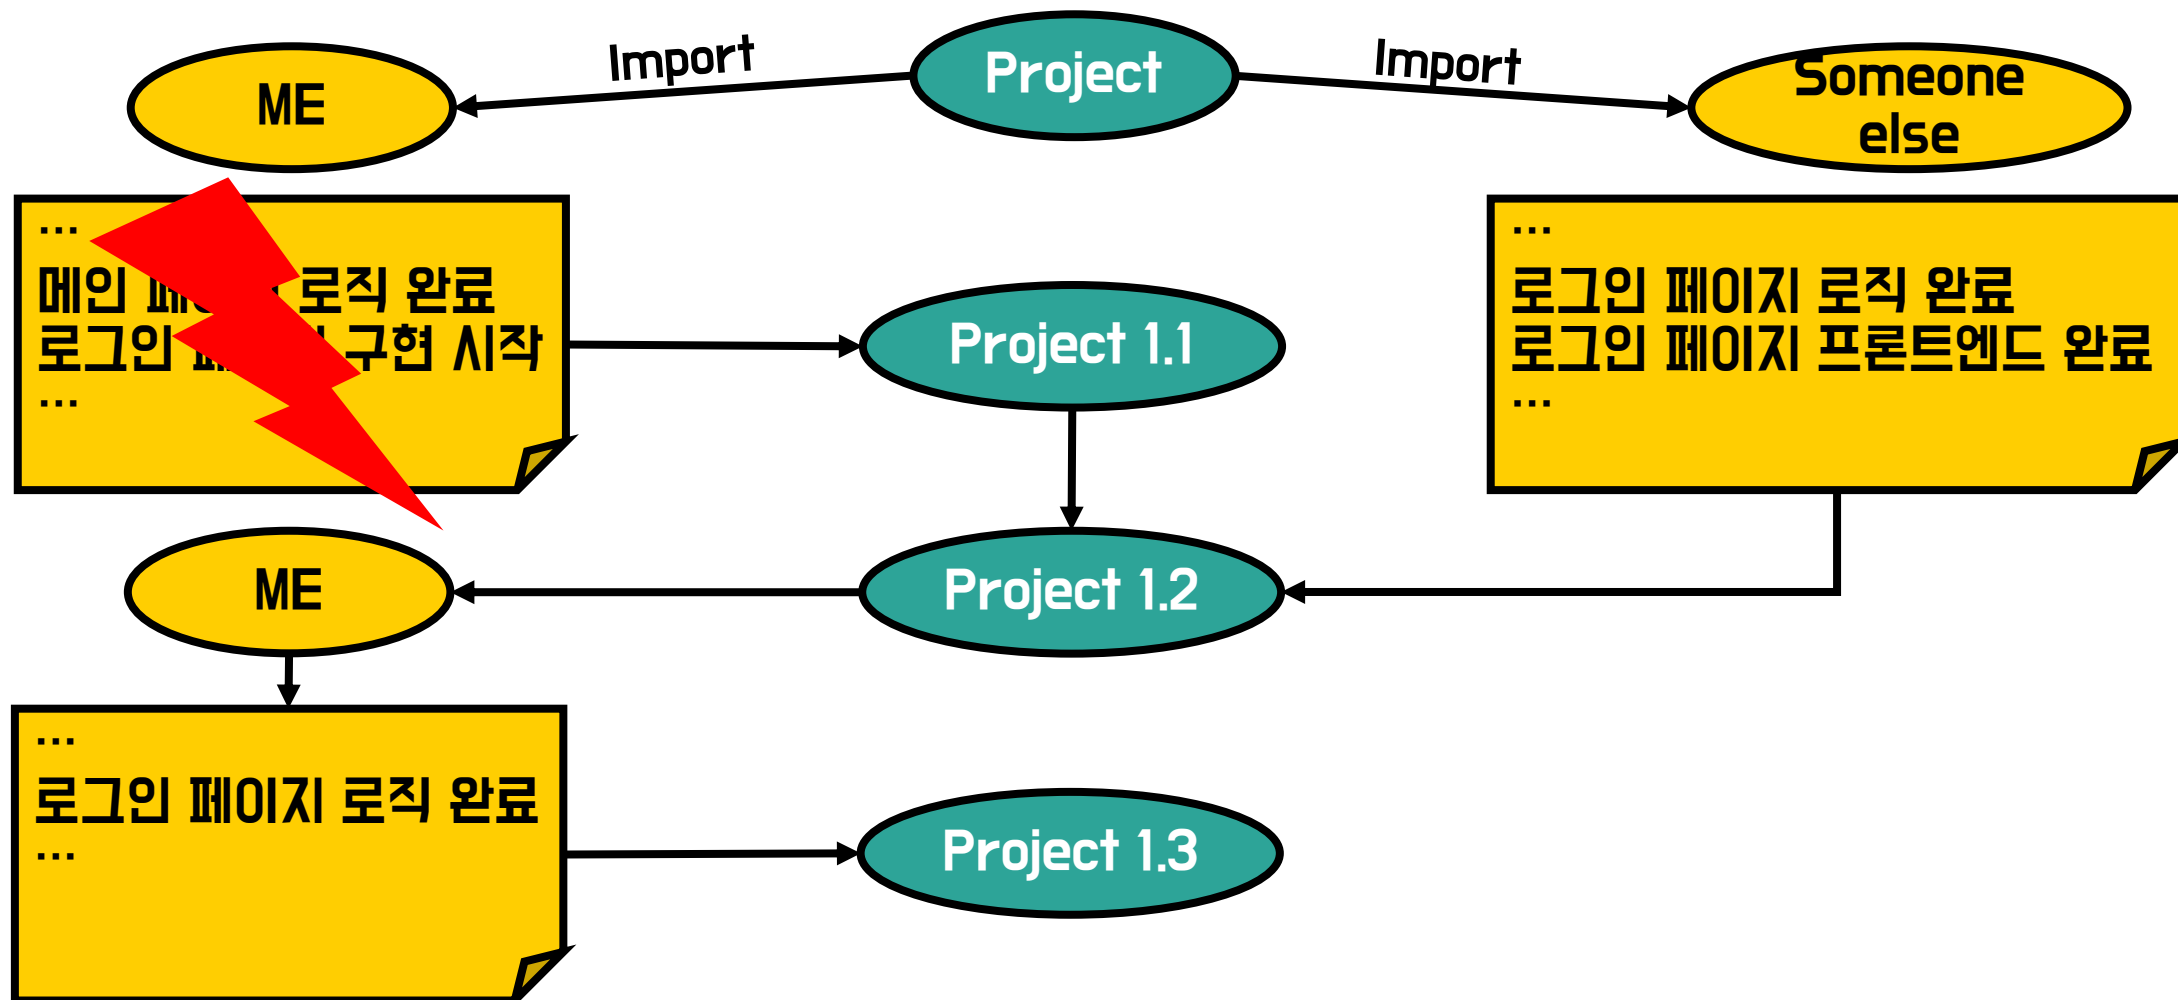 Import
Project
Import
ME
Someone
else
...
메인 로직 완료
로그인 구현 시작
...
...
로그인 페이지 로직 완료
로그인 페이지 프론트엔드 완료
...
Project 1.1
ME
Project 1.2
...
로그인 페이지 로직 완료
...
Project 1.3